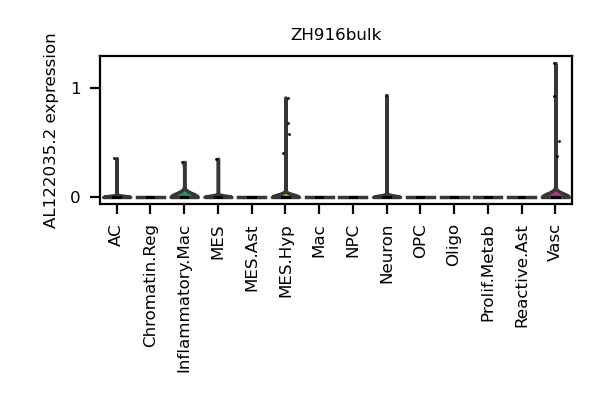 ZH916bulk
AL122035.2 expression
1
0
AC
Chromatin.Reg
Inflammatory.Mac
MES
MES.Ast
MES.Hyp
Mac
NPC
Neuron
OPC
Oligo
Prolif.Metab
Reactive.Ast
Vasc